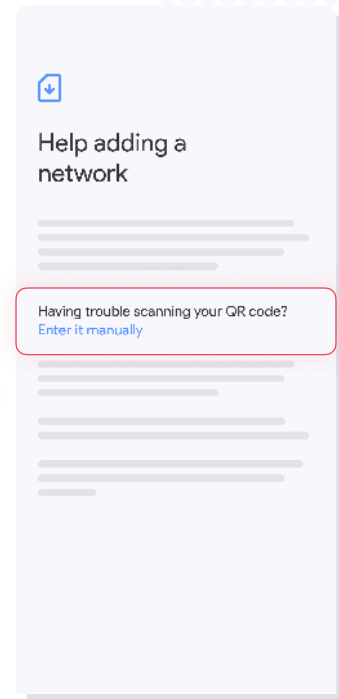 Help adding a
network
Having trouble scanning your QR code?
Enter it manually